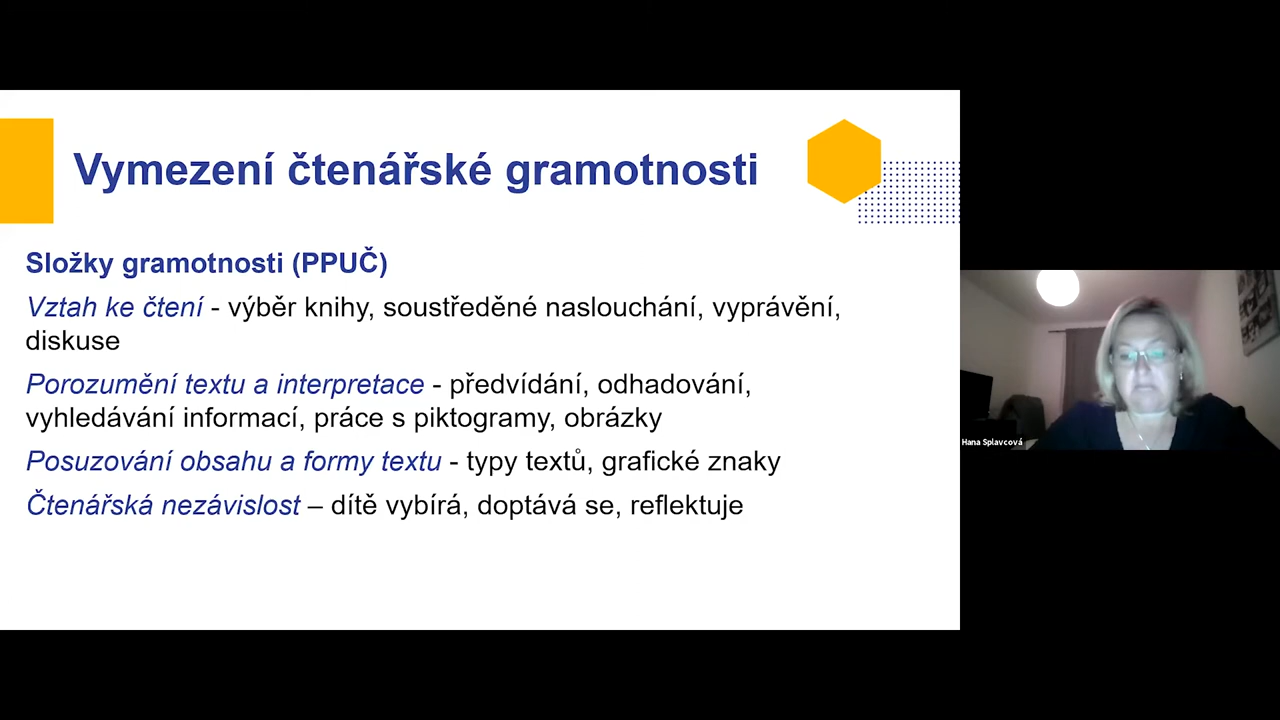 Vymezení čtenářské gramotnosti
Složky gramotnosti (PPUČ)
Vztah ke čtení - výběr knihy, soustředěné naslouchání, vyprávění,
diskuse
Porozumění textu a interpretace - předvídání, odhadování,
vyhledávání informací, práce s piktogramy, obrázky
Posuzování obsahu a formy textu - typy textů, grafické znaky
Čtenářská nezávislost – dítě vybírá, doptává se, reflektuje
Hana Splavcová